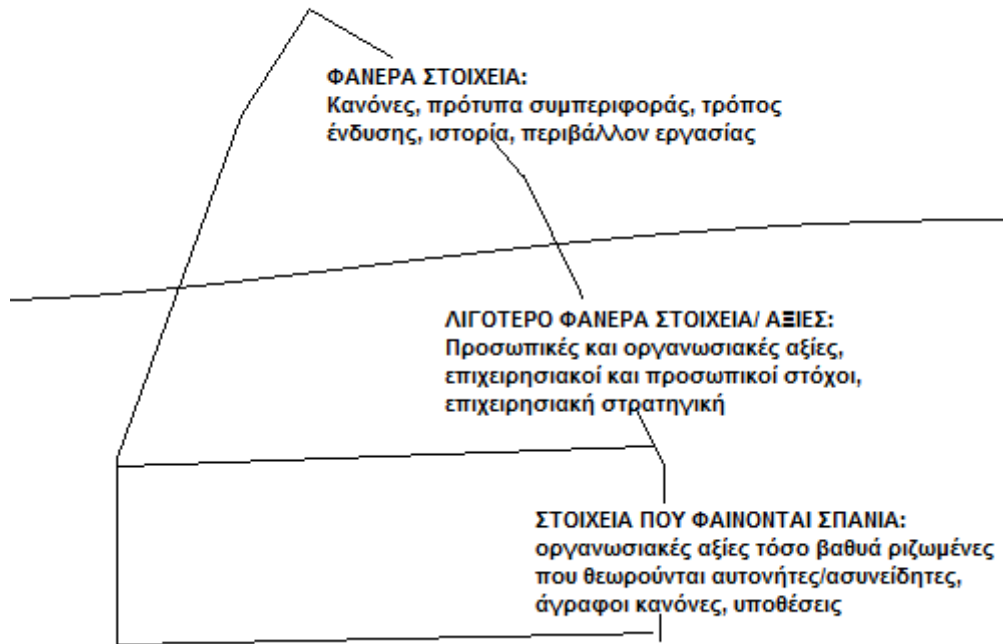 ΦΑΝΕΡΑ ΣΤΟΙΧΕΙΑ:
Κανόνες, πρότυπα συμπεριφοράς, τρόπος
ένδυσης, ιστορία, περιβάλλον εργασίας
ΛΙΓΟΤΕΡΟ ΦΑΝΕΡΑ ΣΤΟΙΧΕΙΑ/ ΑΞΙΕΣ:
Προσωπικές και οργανωσιακές αξίες,
επιχειρησιακοί και προσωπικοί στόχοι,
επιχειρησιακή στρατηγική
ΣΤΟΙΧΕΙΑ ΠΟΥ ΦΑΙΝΟΝΤΑΙ ΣΠΑΝΙΑ:
οργανωσιακές αξίες τόσο βαθυά ριζωμένες
που θεωρούνται αυτονήτες/ασυνείδητες,
άγραφοι κανόνες, υποθέσεις